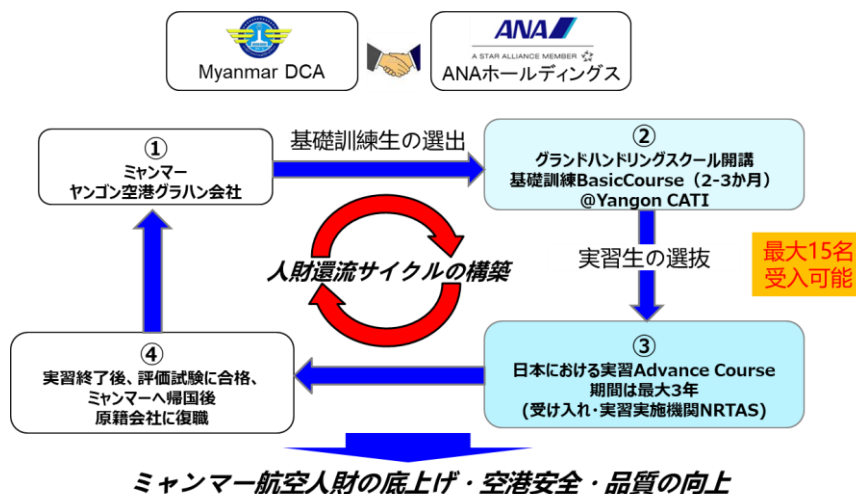 Myanmar DCA
ANA
A STAR ALLIANCE MEMBER
ANAホールディングス
①
ミャンマー
ヤンゴン空港グラハン会社
基礎訓練生の選出
②
グランドハンドリングスクール開講
基礎訓練BasicCourse（2-3か月）
@Yangon CATI
人財還流サイクルの構築
実習生の選抜
最大15名
受入可能
④
実習終了後、評価試験に合格、
ミャンマーへ帰国後
原籍会社に復職
③
日本における実習Advance Course
期間は最大3年
(受け入れ・実習実施機関NRTAS)
ミャンマー航空人財の底上げ・空港安全・品質の向上